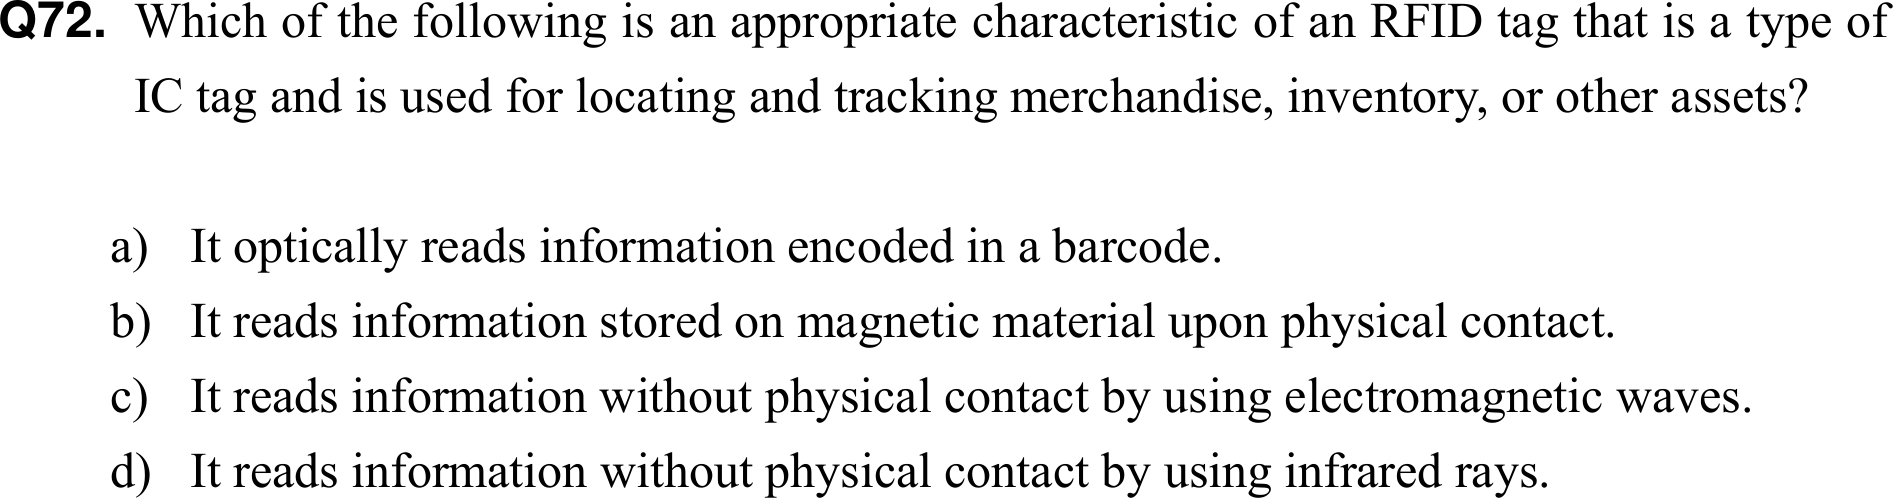 Q72. Which of the following is an appropriate characteristic of an RFID tag that is a type of
IC tag and is used for locating and tracking merchandise, inventory, or other assets?
a) It optically reads information encoded in a barcode.
b) It reads information stored on magnetic material upon physical contact.
c) It reads information without physical contact by using electromagnetic waves.
d) It reads information without physical contact by using infrared rays.